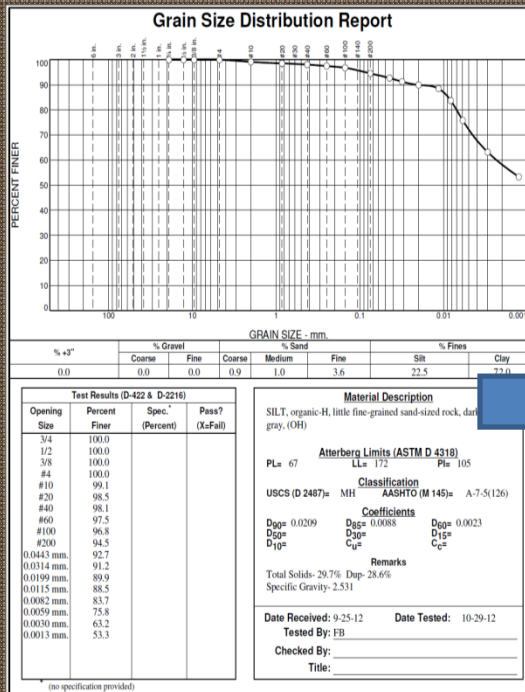 Grain Size Distribution Report
6 in.
3 in.
2 in.
1½ in.
1 in.
¾ in.
½ in.
3/8 in.
#4
#10
#20
#30
#40
#60
#100
#140
#200
PERCENT FINER
100
90
80
70
60
50
40
30
20
10
0
100
10
1
0.1
0.01
0.001
GRAIN SIZE - mm.
% +3" % Gravel % Sand % Fines
Coarse Fine Coarse Medium Fine Silt Clay
0.0 0.0 0.0 0.9 1.0 3.6 22.5 72.0
Test Results (D-422 & D-2216)
Opening Percent Spec.* Pass?
Size Finer (Percent) (X=Fail)
3/4 100.0
1/2 100.0
3/8 100.0
#4 100.0
#10 99.1
#20 98.5
#40 98.1
#60 97.5
#100 96.8
#200 94.5
0.0443 mm. 92.7
0.0314 mm. 91.2
0.0199 mm. 89.9
0.0115 mm. 88.5
0.0082 mm. 83.7
0.0059 mm. 75.8
0.0030 mm. 63.2
0.0013 mm. 53.3
* (no specification provided)
Material Description
SILT, organic-H, little fine-grained sand-sized rock,
gray, (OH)
Atterberg Limits (ASTM D 4318)
PL= 67 LL= 172 PI= 105
Classification
USCS (D 2487)= MH AASHTO (M 145)= A-7-5(126)
Coefficients
D90= 0.0209 D85= 0.0088 D60= 0.0023
D50= D30= D15=
D10= Cu= Cc=
Remarks
Total Solids- 29.7% Dup- 28.6%
Specific Gravity- 2.531
Date Received: 9-25-12 Date Tested: 10-29-12
Tested By: FB
Checked By:
Title: